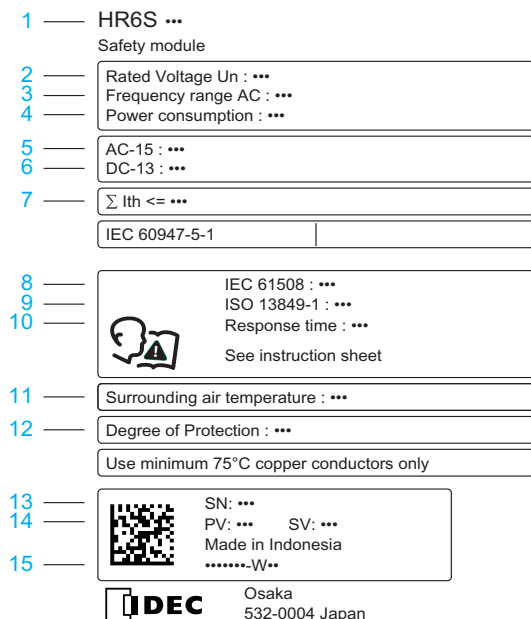 1 HR6S •••
Safety module
2 Rated Voltage Un : •••
3 Frequency range AC : •••
4 Power consumption : •••
5 AC-15 : •••
6 DC-13 : •••
7 ∑ Ith <= •••
IEC 60947-5-1
8 IEC 61508 : •••
9 ISO 13849-1 : •••
10 Response time : •••
See instruction sheet
11 Surrounding air temperature : •••
12 Degree of Protection : •••
Use minimum 75°C copper conductors only
13 SN: •••
14 PV: ••• SV: •••
Made in Indonesia
15 •••••••-W••
IDEC
Osaka
532-0004 Japan